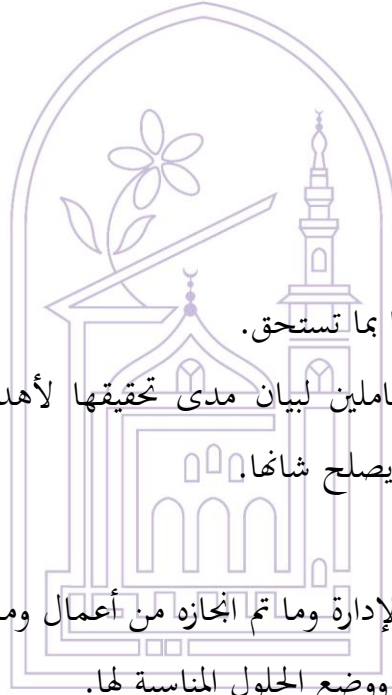 بما تستحق.
املين لبيان مدى تحقيقها لأهد
يصلح شانها.
لإدارة وما تم انجازه من أعمال وم
ووضع الحلول المناسبة لها.